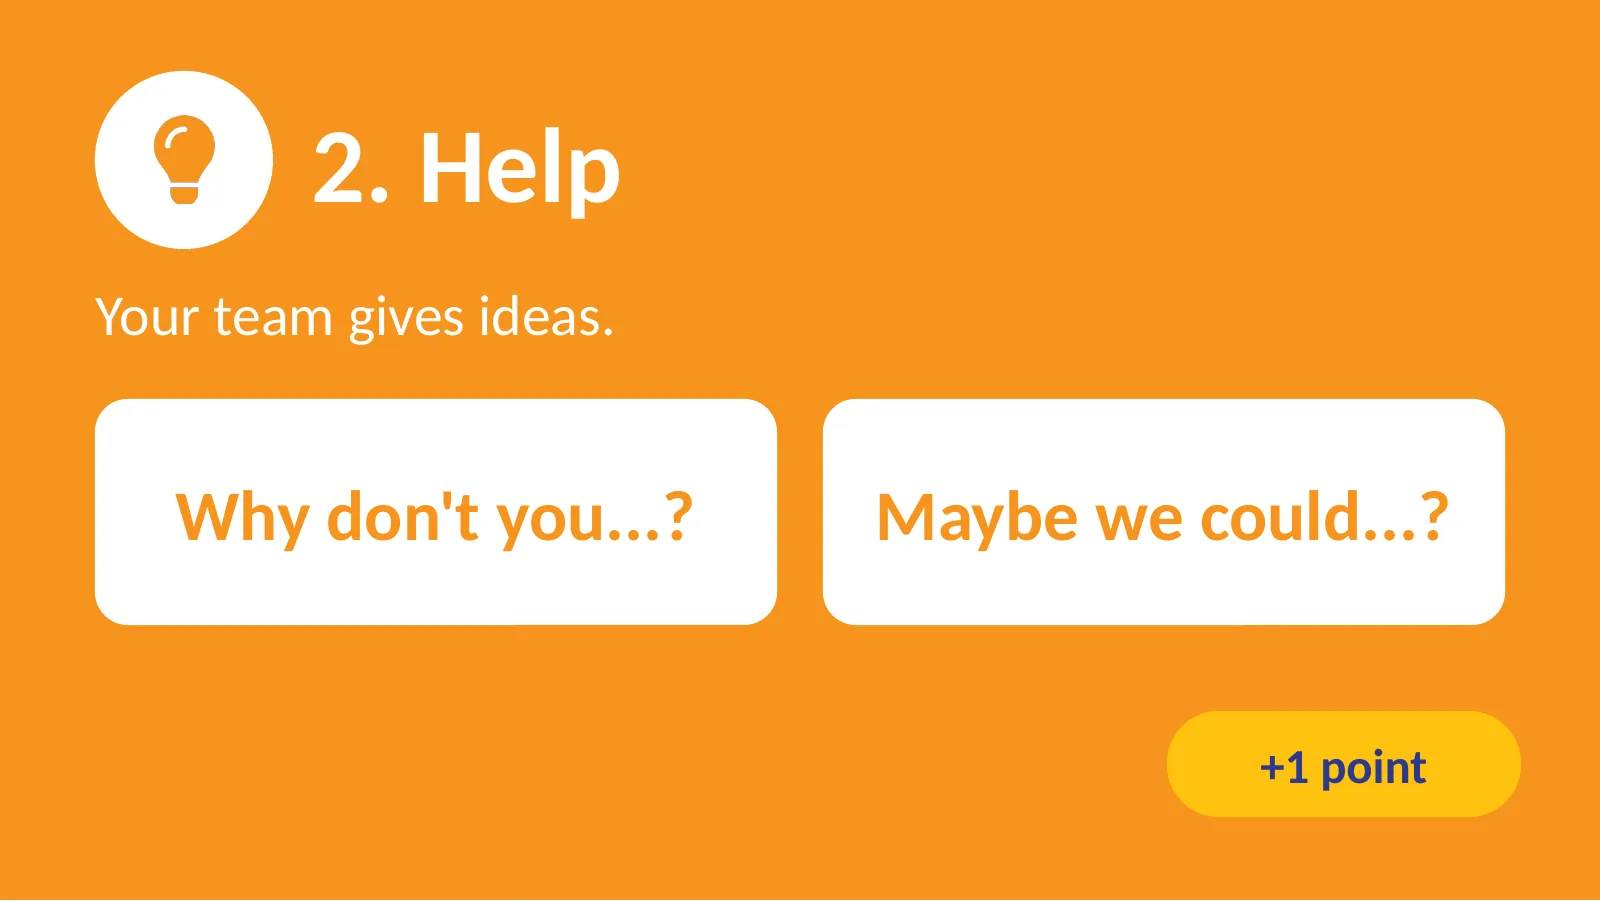 2. Help
Your team gives ideas.
Why don't you...?
Maybe we could...?
+1 point